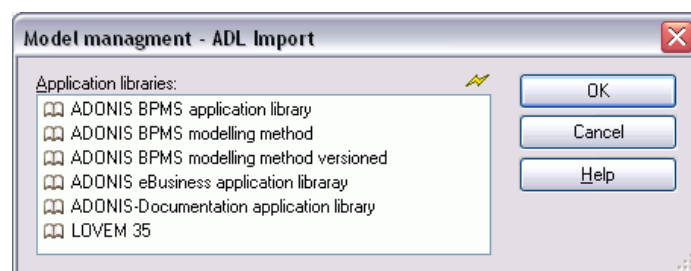 Model managment - ADL Import
Application libraries:
ADONIS BPMS application library
ADONIS BPMS modelling method
ADONIS BPMS modelling method versioned
ADONIS eBusiness application libraray
ADONIS-Documentation application library
LOVEM 35
OK
Cancel
Help